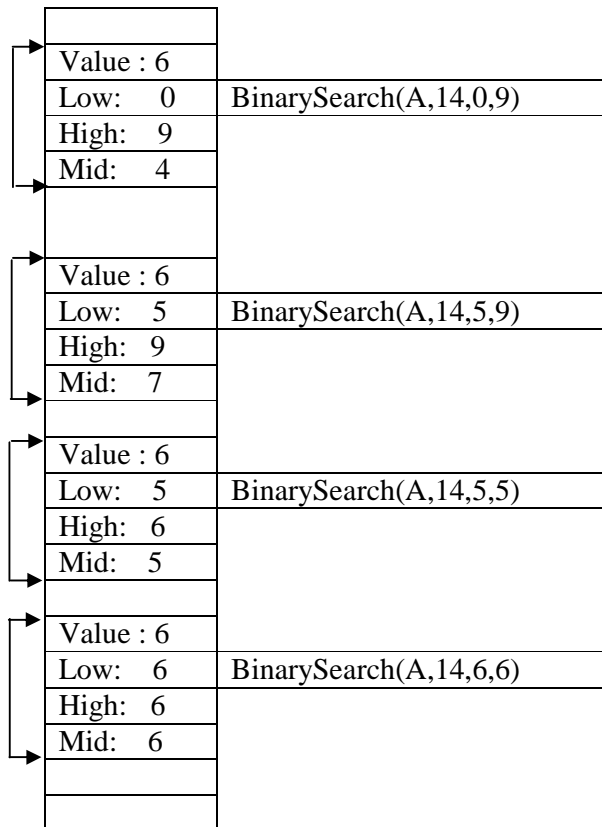 Value : 6
Low: 0 BinarySearch(A,14,0,9)
High: 9
Mid: 4
Value : 6
Low: 5 BinarySearch(A,14,5,9)
High: 9
Mid: 7
Value : 6
Low: 5 BinarySearch(A,14,5,5)
High: 6
Mid: 5
Value : 6
Low: 6 BinarySearch(A,14,6,6)
High: 6
Mid: 6